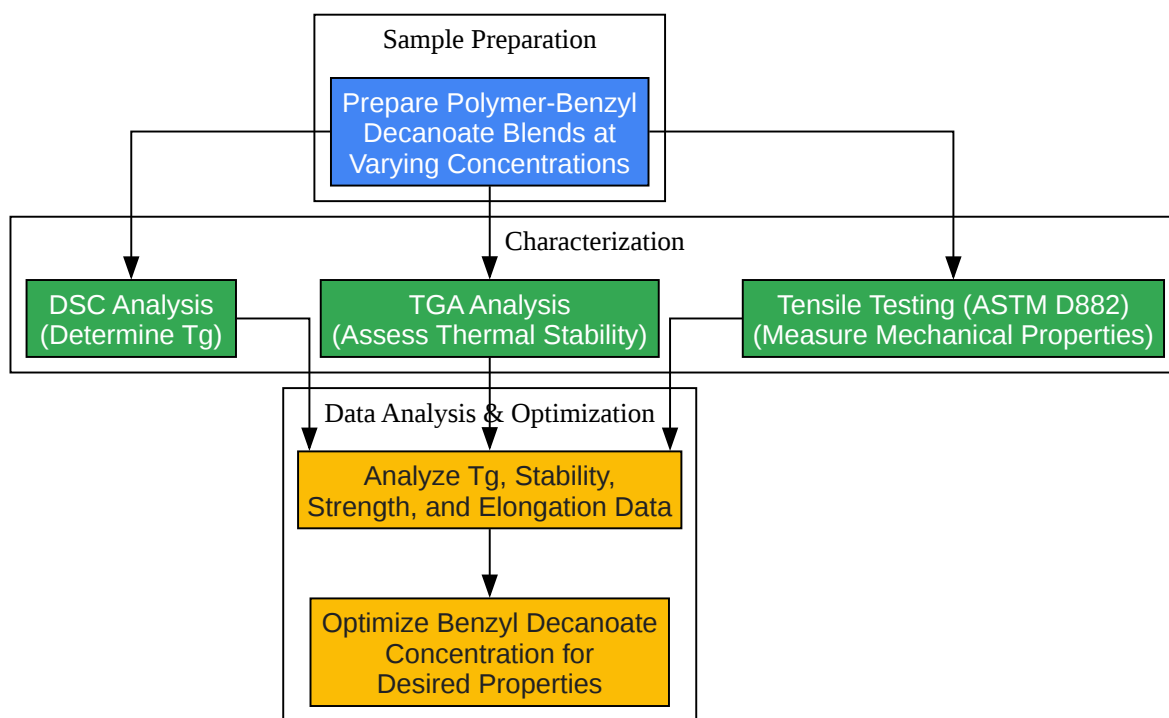 Sample Preparation
Prepare Polymer-Benzyl
Decanoate Blends at
Varying Concentrations
Characterization
DSC Analysis
(Determine Tg)
TGA Analysis
(Assess Thermal Stability)
Tensile Testing (ASTM D882)
(Measure Mechanical Properties)
Data Analysis & Optimization
Analyze Tg, Stability,
Strength, and Elongation Data
Optimize Benzyl Decanoate
Concentration for
Desired Properties